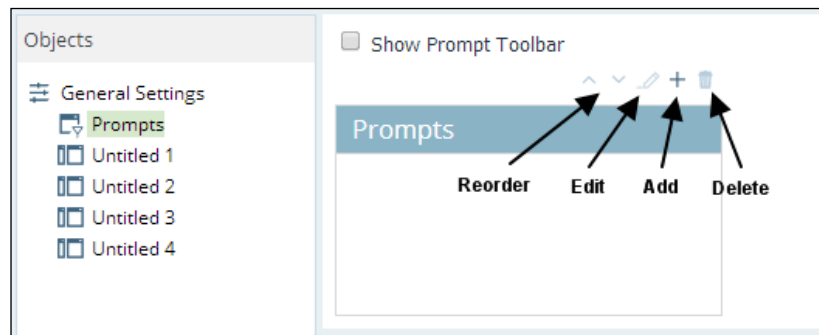 Objects
General Settings
Prompts
Untitled 1
Untitled 2
Untitled 3
Untitled 4
Show Prompt Toolbar
Prompts
Reorder Edit Add Delete